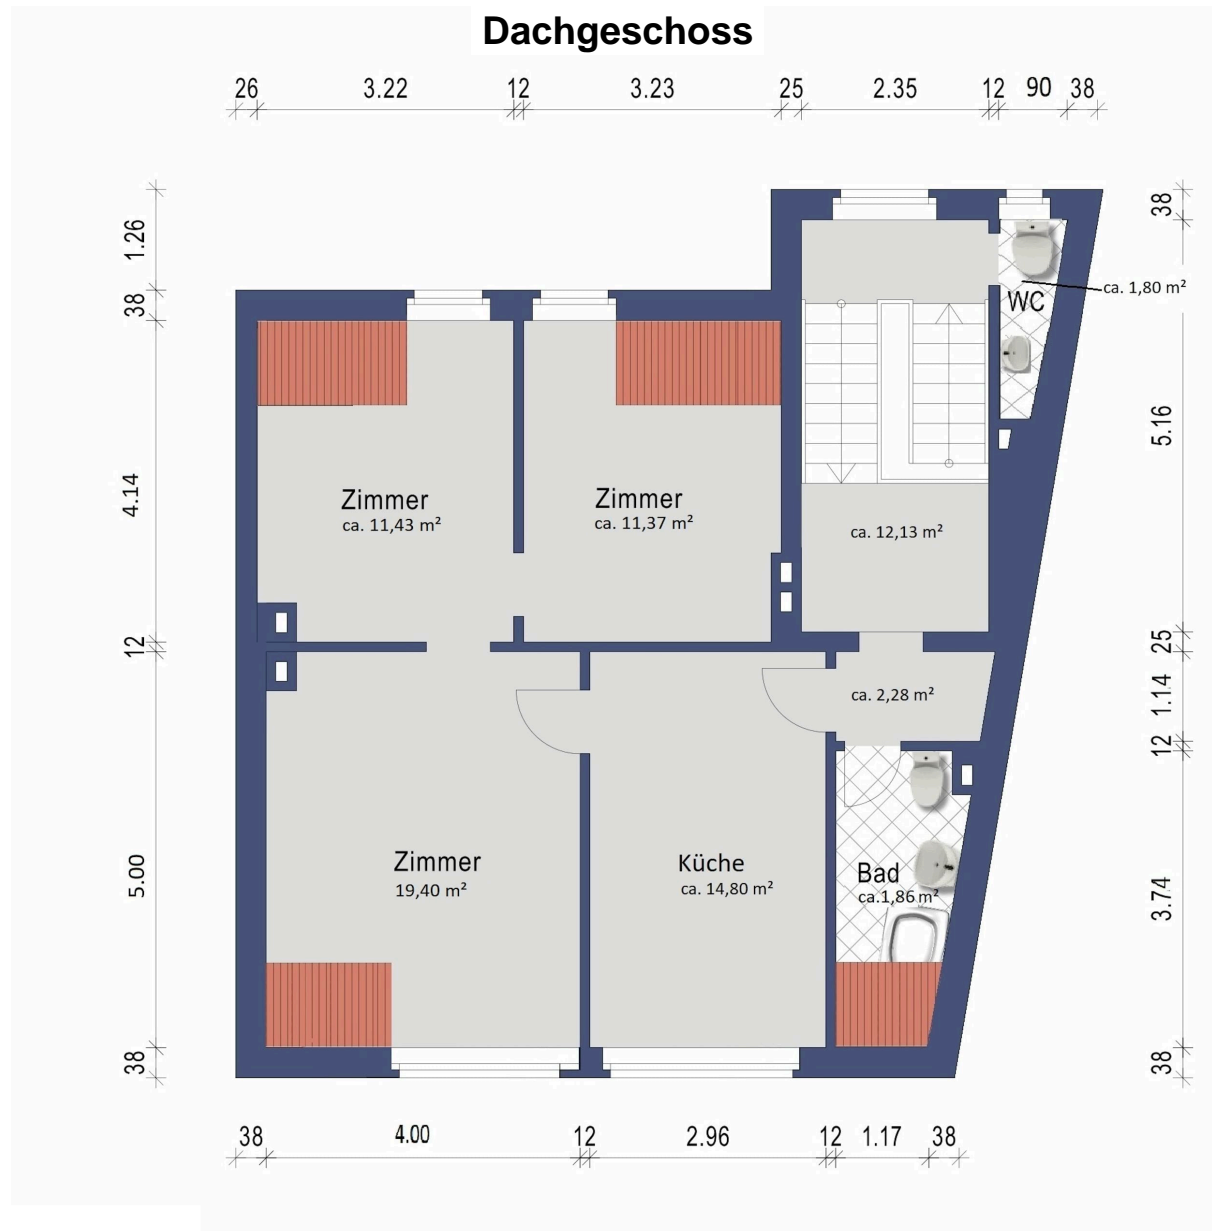 Dachgeschoss
26 3.22 12 3.23 25 2.35 12 90 38
1.26
38
4.14
12
5.00
38
38
5.16
25
1.14
12
3.74
38
WC
ca. 1,80 m²
Zimmer
ca. 11,43 m²
Zimmer
ca. 11,37 m²
ca. 12,13 m²
ca. 2,28 m²
Zimmer
19,40 m²
Küche
ca. 14,80 m²
Bad
ca.1,86 m²
38 4.00 12 2.96 12 1.17 38